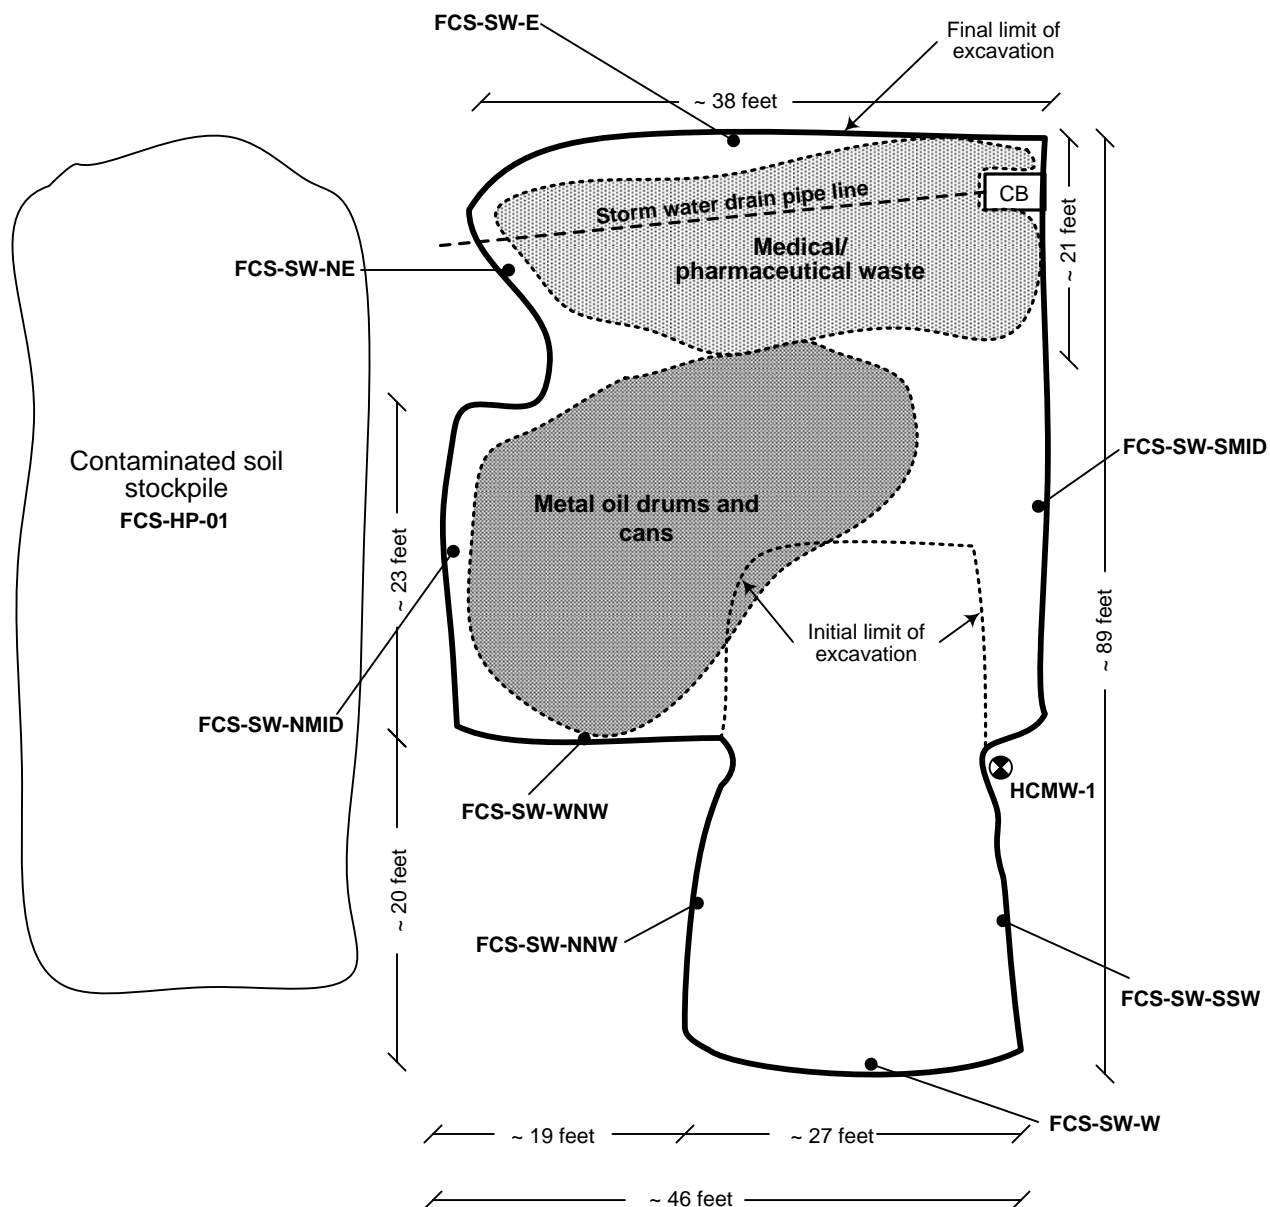 FCS-SW-E
Final limit of
excavation
~ 38 feet
CB
Storm water drain pipe line
Medical/
pharmaceutical waste
~ 21 feet
FCS-SW-NE
FCS-SW-SMID
Contaminated soil
stockpile
FCS-HP-01
Metal oil drums and
cans
~ 23 feet
Initial limit of
excavation
~ 89 feet
FCS-SW-NMID
HCMW-1
FCS-SW-WNW
~ 20 feet
FCS-SW-NNW
FCS-SW-SSW
FCS-SW-W
~ 19 feet
~ 27 feet
~ 46 feet